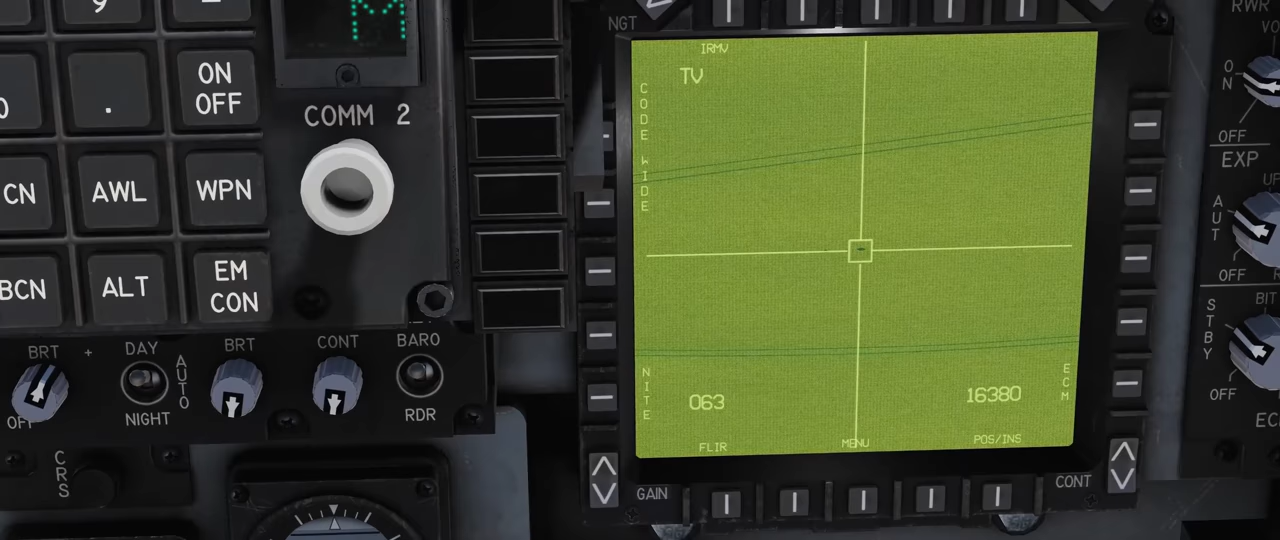 M
ON
OFF
.
COMM 2
CN
AWL
WPN
BCN
ALT
EM
CON
BRT
+
DAY
AUTO
NIGHT
OFF
BRT
CONT
BARO
RDR
CRS
NGT
IRMV
TV
CODE WIDE
NITE
063
16380
ECM
FLIR
MENU
POS/INS
GAIN
CONT
RWR
ON
OFF
EXP
AUT
OFF
BIT
STBY
OFF